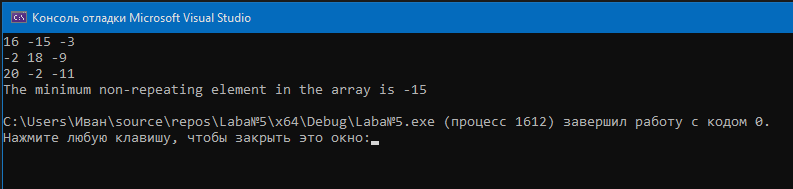 Консоль отладки Microsoft Visual Studio
16 -15 -3
-2 18 -9
20 -2 -11
The minimum non-repeating element in the array is -15
C:\Users\Иван\source\repos\Laba№5\x64\Debug\Laba№5.exe (процесс 1612) завершил работу с кодом 0.
Нажмите любую клавишу, чтобы закрыть это окно: